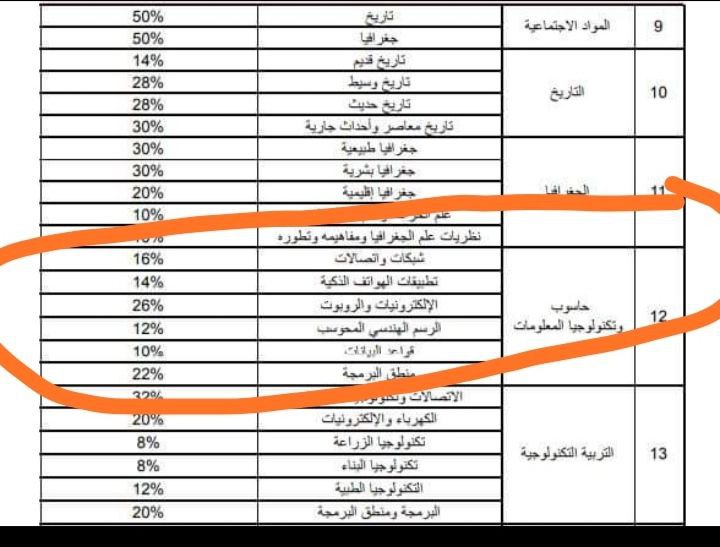 9 المواد الاجتماعية تاريخ 50%
جغرافيا 50%
10 التاريخ تاريخ قديم 14%
تاريخ وسيط 28%
تاريخ حديث 28%
تاريخ معاصر وأحداث جارية 30%
11 الجغرافيا جغرافيا طبيعية 30%
جغرافيا بشرية 30%
جغرافيا إقليمية 20%
علم 10%
نظريات علم الجغرافيا ومفاهيمه وتطوره
12 حاسوب وتكنولوجيا المعلومات شبكات واتصالات 16%
تطبيقات الهواتف الذكية 14%
الإلكترونيات والروبوت 26%
الرسم الهندسي المحوسب 12%
قواعد البيانات 10%
منطق البرمجة 22%
13 التربية التكنولوجية الاتصالات 32%
الكهرباء والإلكترونيات 20%
تكنولوجيا الزراعة 8%
تكنولوجيا البناء 8%
التكنولوجيا الطبية 12%
البرمجة ومنطق البرمجة 20%